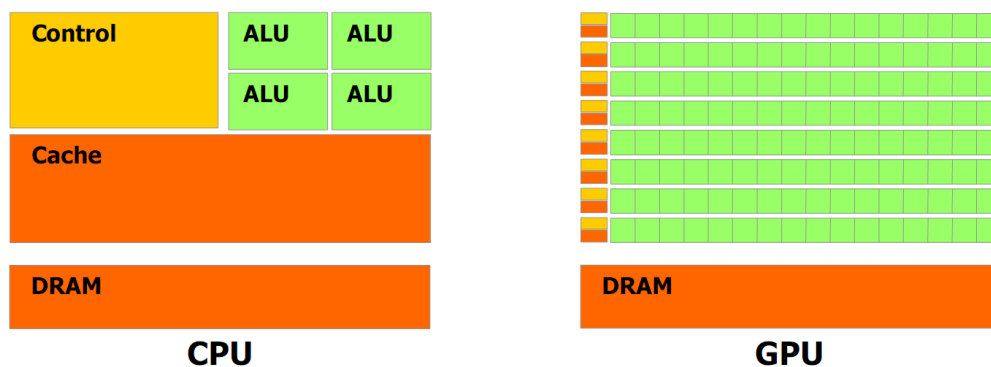 Control
ALU ALU
ALU ALU
Cache
DRAM
CPU
DRAM
GPU